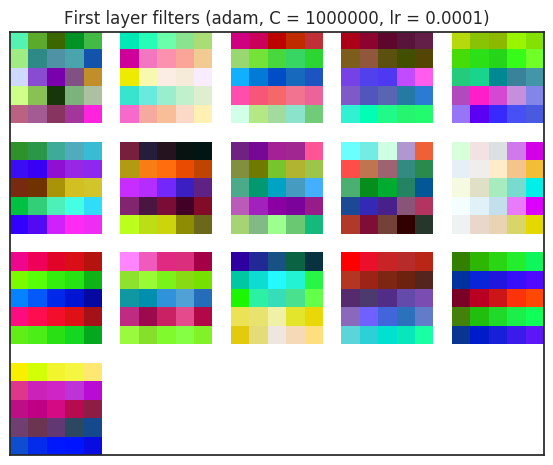 First layer filters (adam, C = 1000000, lr = 0.0001)